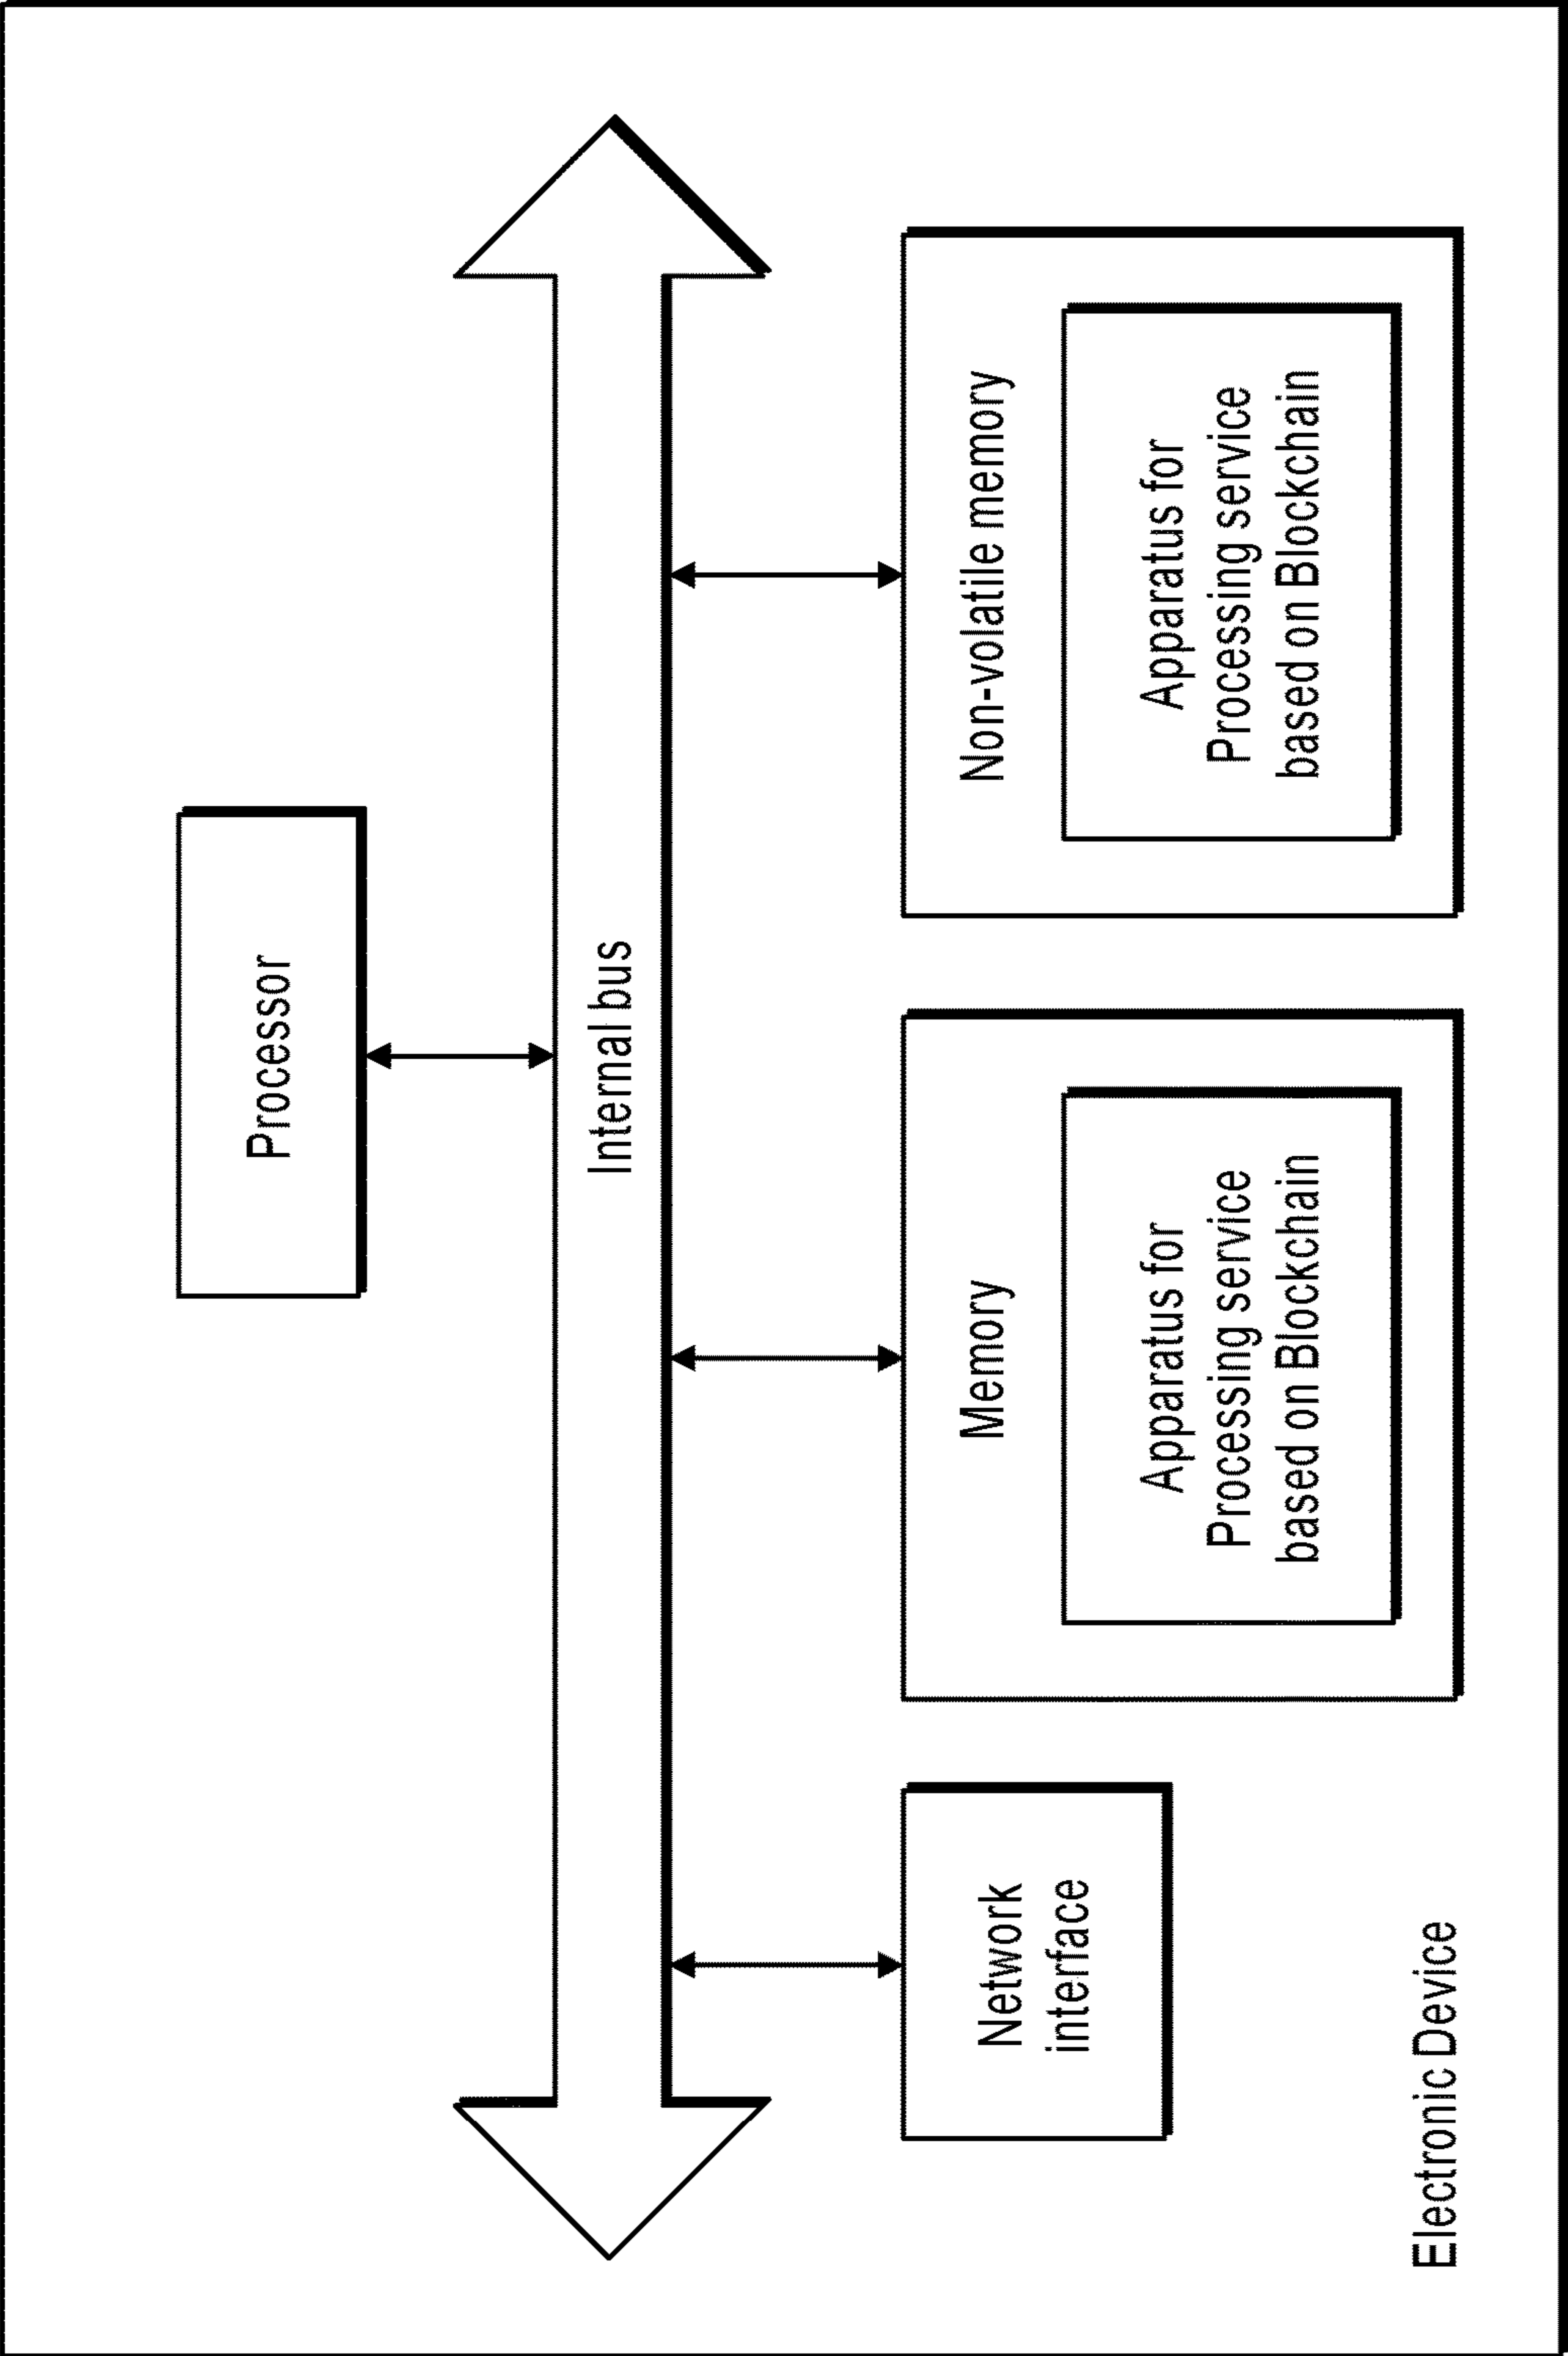 Processor
Internal bus
Network
interface
Memory
Apparatus for
Processing service
based on Blockchain
Non-volatile memory
Apparatus for
Processing service
based on Blockchain
Electronic Device